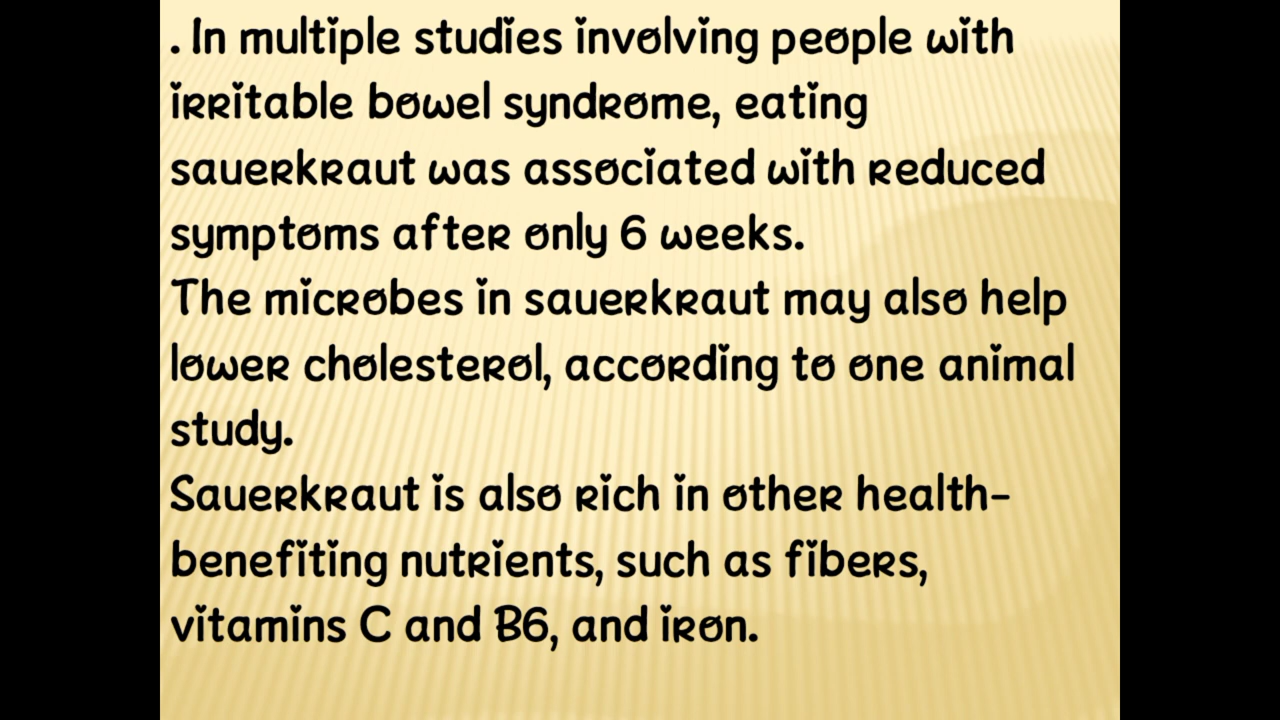 . In multiple studies involving people with
irritable bowel syndrome, eating
sauerkraut was associated with reduced
symptoms after only 6 weeks.
The microbes in sauerkraut may also help
lower cholesterol, according to one animal
study.
Sauerkraut is also rich in other health-
benefiting nutrients, such as fibers,
vitamins C and B6, and iron.